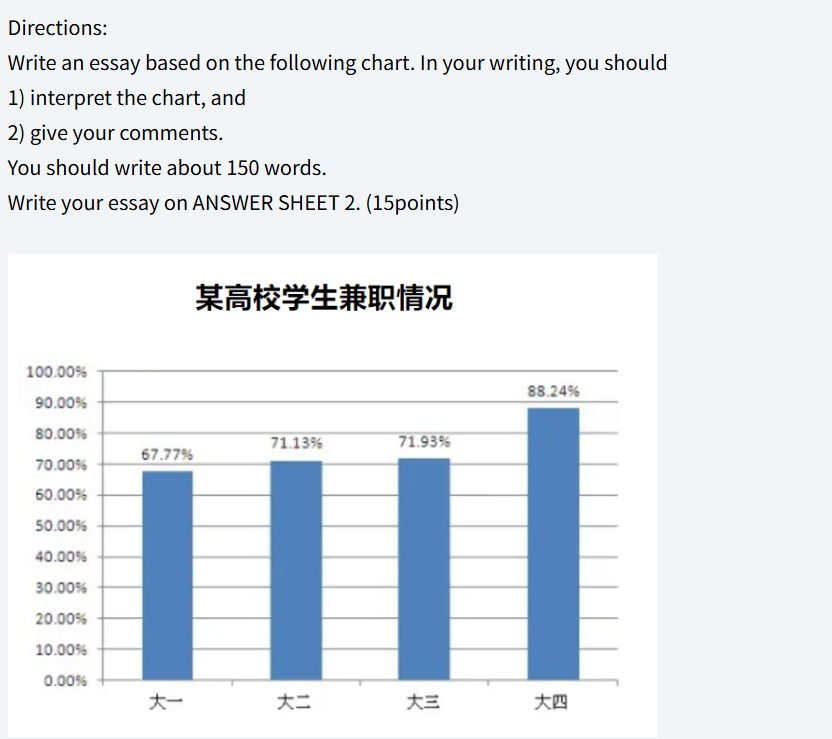 Directions:
Write an essay based on the following chart. In your writing, you should
1) interpret the chart, and
2) give your comments.
You should write about 150 words.
Write your essay on ANSWER SHEET 2. (15points)
某高校学生兼职情况
100.00%
90.00%
80.00%
70.00%
60.00%
50.00%
40.00%
30.00%
20.00%
10.00%
0.00%
67.77%
71.13%
71.93%
88.24%
大一
大二
大三
大四